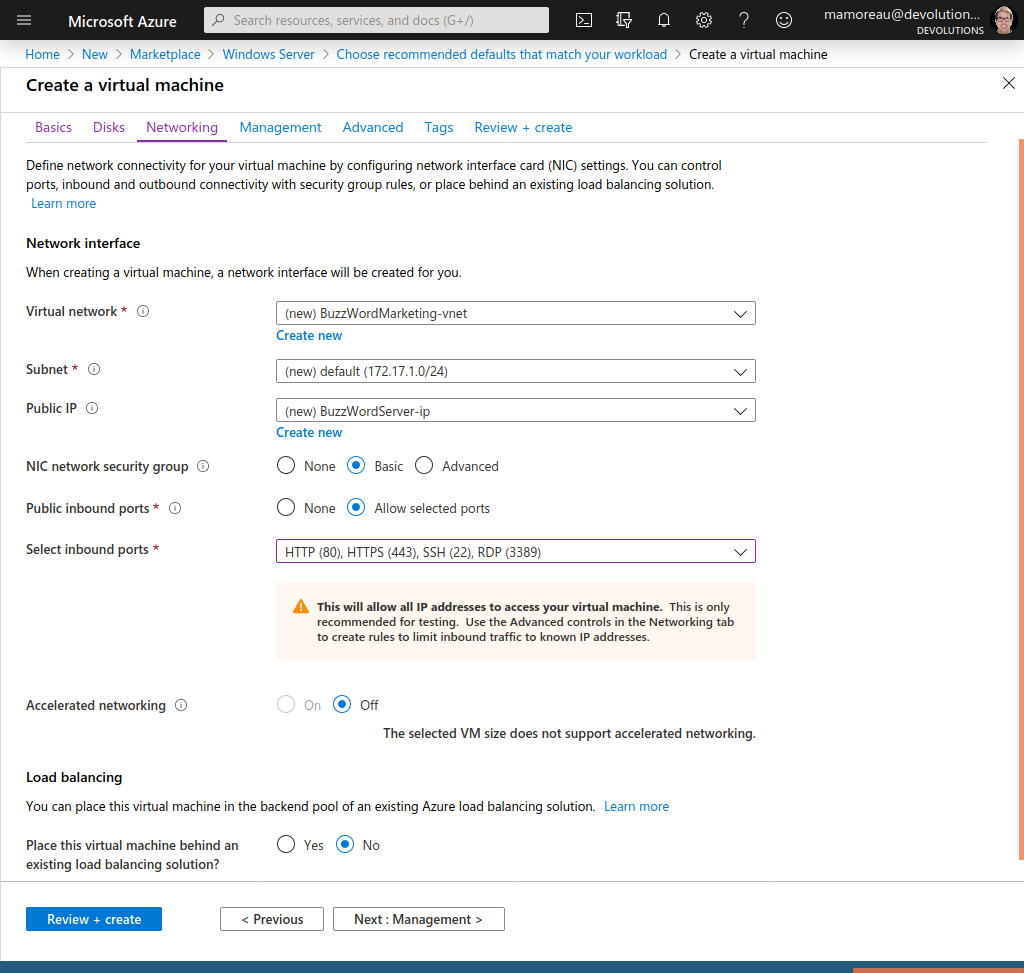 Microsoft Azure
Search resources, services, and docs (G+/)
mamoreau@devolution...
DEVOLUTIONS
Home > New > Marketplace > Windows Server > Choose recommended defaults that match your workload > Create a virtual machine
Create a virtual machine
Basics Disks Networking Management Advanced Tags Review + create
Define network connectivity for your virtual machine by configuring network interface card (NIC) settings. You can control
ports, inbound and outbound connectivity with security group rules, or place behind an existing load balancing solution.
Learn more
Network interface
When creating a virtual machine, a network interface will be created for you.
Virtual network *
(new) BuzzWordMarketing-vnet
Create new
Subnet *
(new) default (172.17.1.0/24)
Public IP
(new) BuzzWordServer-ip
Create new
NIC network security group
None Basic Advanced
Public inbound ports *
None Allow selected ports
Select inbound ports *
HTTP (80), HTTPS (443), SSH (22), RDP (3389)
This will allow all IP addresses to access your virtual machine. This is only
recommended for testing. Use the Advanced controls in the Networking tab
to create rules to limit inbound traffic to known IP addresses.
Accelerated networking
On Off
The selected VM size does not support accelerated networking.
Load balancing
You can place this virtual machine in the backend pool of an existing Azure load balancing solution. Learn more
Place this virtual machine behind an
existing load balancing solution?
Yes No
Review + create
< Previous
Next : Management >